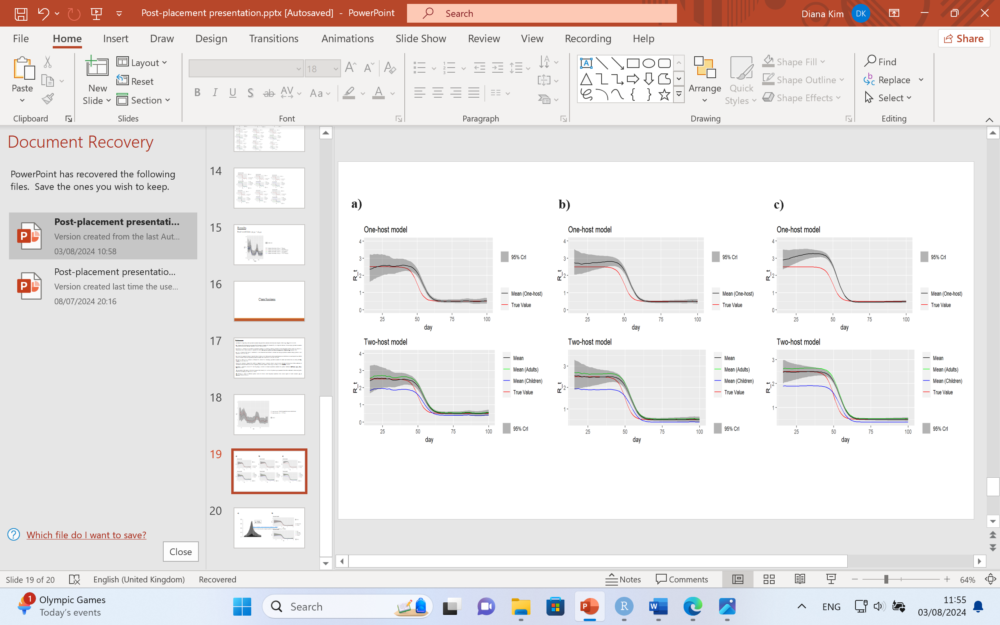 Post-placement presentation.pptx [Autosaved] - PowerPoint
Search
Diana Kim
DK
File Home Insert Draw Design Transitions Animations Slide Show Review View Recording Help
Share
Paste
Clipboard
New
Slide
Layout
Reset
Section
Slides
18
B I U S ab AV Aa A
Font
Paragraph
Arrange
Quick
Styles
Shape Fill
Shape Outline
Shape Effects
Drawing
Find
Replace
Select
Editing
Document Recovery
PowerPoint has recovered the following
files. Save the ones you wish to keep.
Post-placement presentati...
Version created from the last Aut...
03/08/2024 10:58
Post-placement presentatio...
Version created last time the use...
08/07/2024 20:16
Which file do I want to save?
Close
14
15
Results
16
Conclusions
17
18
19
20
a)
One-host model
4
3
2
1
0
R_t
25 50 75 100
day
95% CrI
Mean (One-host)
True Value
Two-host model
4
3
2
1
0
R_t
25 50 75 100
day
Mean
Mean (Adults)
Mean (Children)
True Value
95% CrI
b)
One-host model
4
3
2
1
0
R_t
25 50 75 100
day
95% CrI
Mean (One-host)
True Value
Two-host model
3
2
1
R_t
25 50 75 100
day
Mean
Mean (Adults)
Mean (Children)
True Value
95% CrI
c)
One-host model
4
3
2
1
0
R_t
25 50 75 100
day
95% CrI
Mean (One-host)
True Value
Two-host model
3
2
1
R_t
25 50 75 100
day
Mean
Mean (Adults)
Mean (Children)
True Value
95% CrI
Slide 19 of 20
English (United Kingdom)
Recovered
Notes
Comments
64%
1
Olympic Games
Today's events
Search
ENG
11:55
03/08/2024